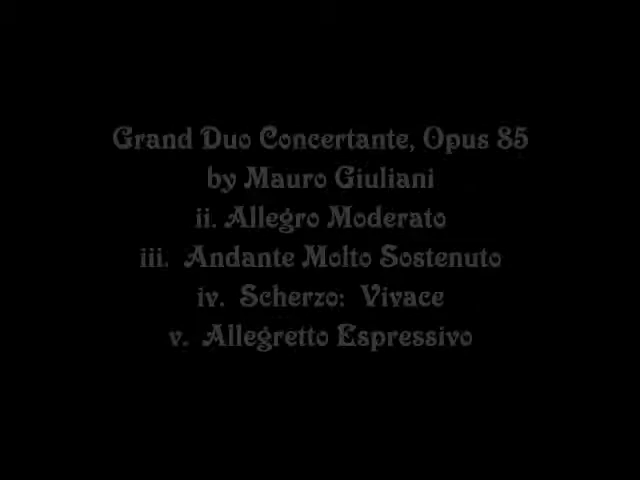 Grand Duo Concertante, Opus 85
by Mauro Giuliani
ii. Allegro Moderato
iii. Andante Molto Sostenuto
iv. Scherzo: Vivace
v. Allegretto Espressivo